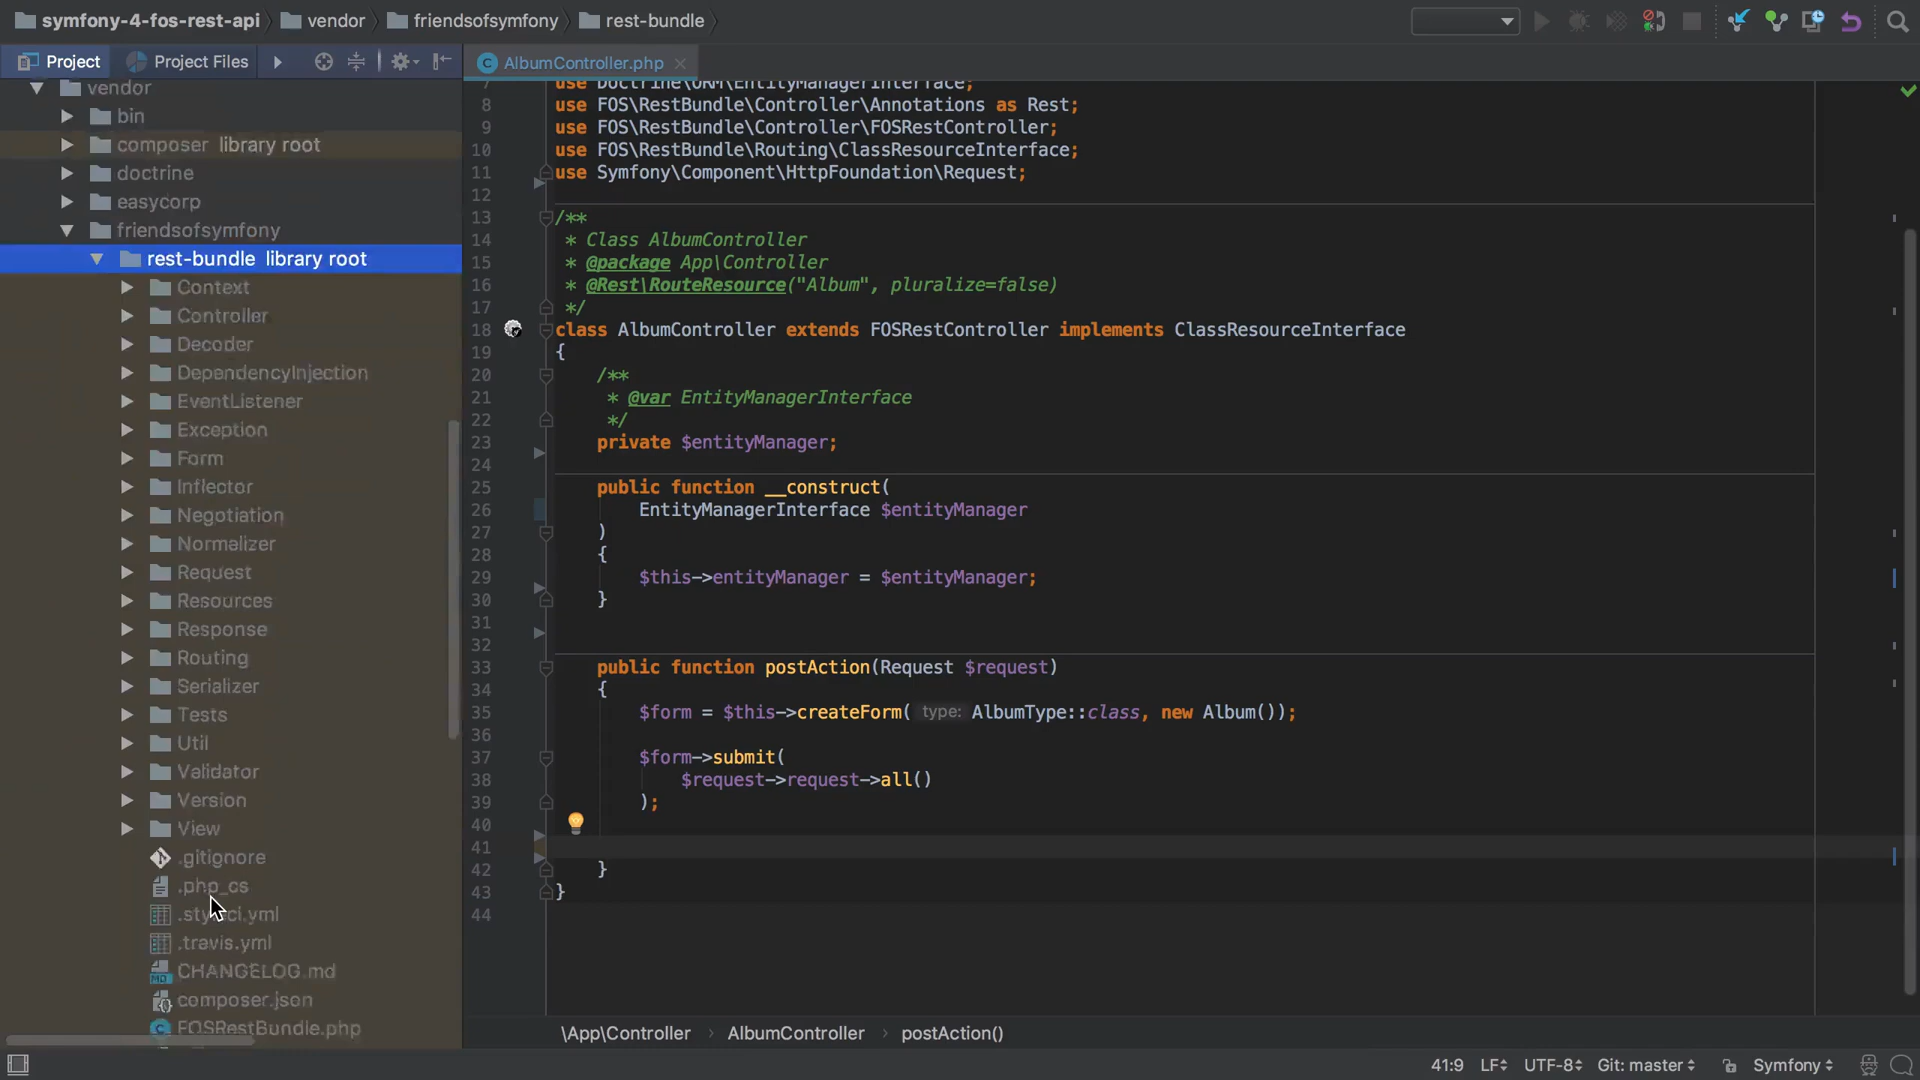 symfony-4-fos-rest-api vendor friendsofsymfony rest-bundle
Project Project Files AlbumController.php
vendor
bin
composer library root
doctrine
easycorp
friendsofsymfony
rest-bundle library root
Context
Controller
Decoder
DependencyInjection
EventListener
Exception
Form
Inflector
Negotiation
Normalizer
Request
Resources
Response
Routing
Serializer
Tests
Util
Validator
Version
View
.gitignore
.php_cs
.styleci.yml
.travis.yml
CHANGELOG.md
composer.json
FOSRestBundle.php
7 use Doctrine\ORM\EntityManagerInterface;
8 use FOS\RestBundle\Controller\Annotations as Rest;
9 use FOS\RestBundle\Controller\FOSRestController;
10 use FOS\RestBundle\Routing\ClassResourceInterface;
11 use Symfony\Component\HttpFoundation\Request;
12
13 /**
14 * Class AlbumController
15 * @package App\Controller
16 * @Rest\RouteResource("Album", pluralize=false)
17 */
18 class AlbumController extends FOSRestController implements ClassResourceInterface
19 {
20 /**
21 * @var EntityManagerInterface
22 */
23 private $entityManager;
24
25 public function __construct(
26 EntityManagerInterface $entityManager
27 )
28 {
29 $this->entityManager = $entityManager;
30 }
31
32
33 public function postAction(Request $request)
34 {
35 $form = $this->createForm( type: AlbumType::class, new Album());
36
37 $form->submit(
38 $request->request->all()
39 );
40
41
42 }
43 }
44
\App\Controller AlbumController postAction()
41:9 LF UTF-8 Git: master Symfony